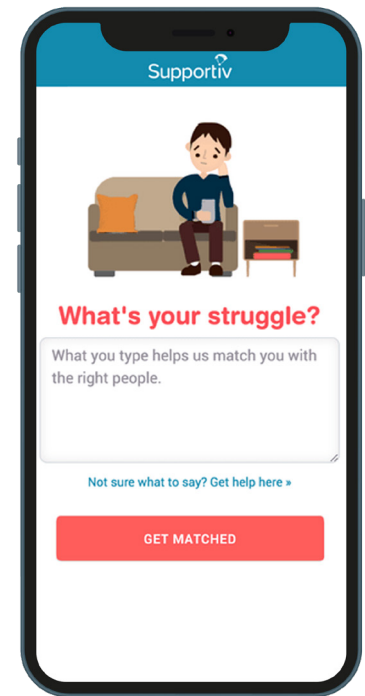 Supportiv
What's your struggle?
What you type helps us match you with
the right people.
Not sure what to say? Get help here »
GET MATCHED